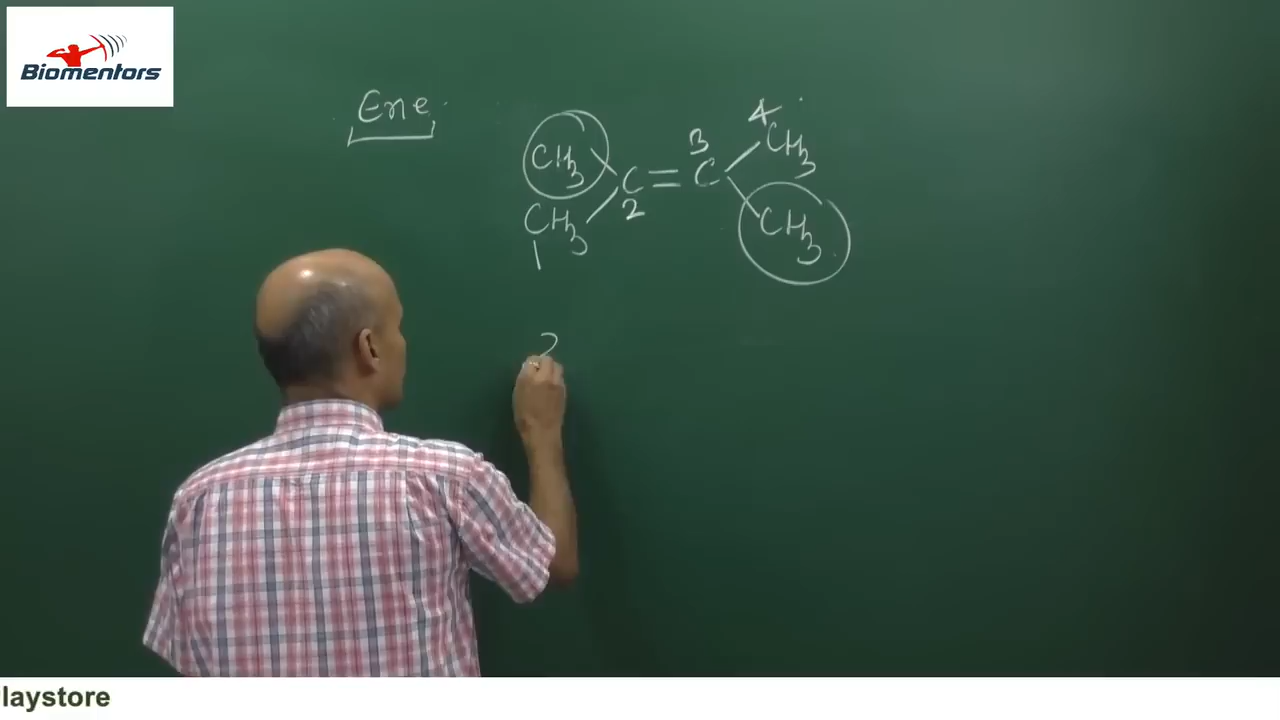 Biomentors
Ene
4
CH3 3 CH3
C = C
CH3 2 CH3
1
2
laystore